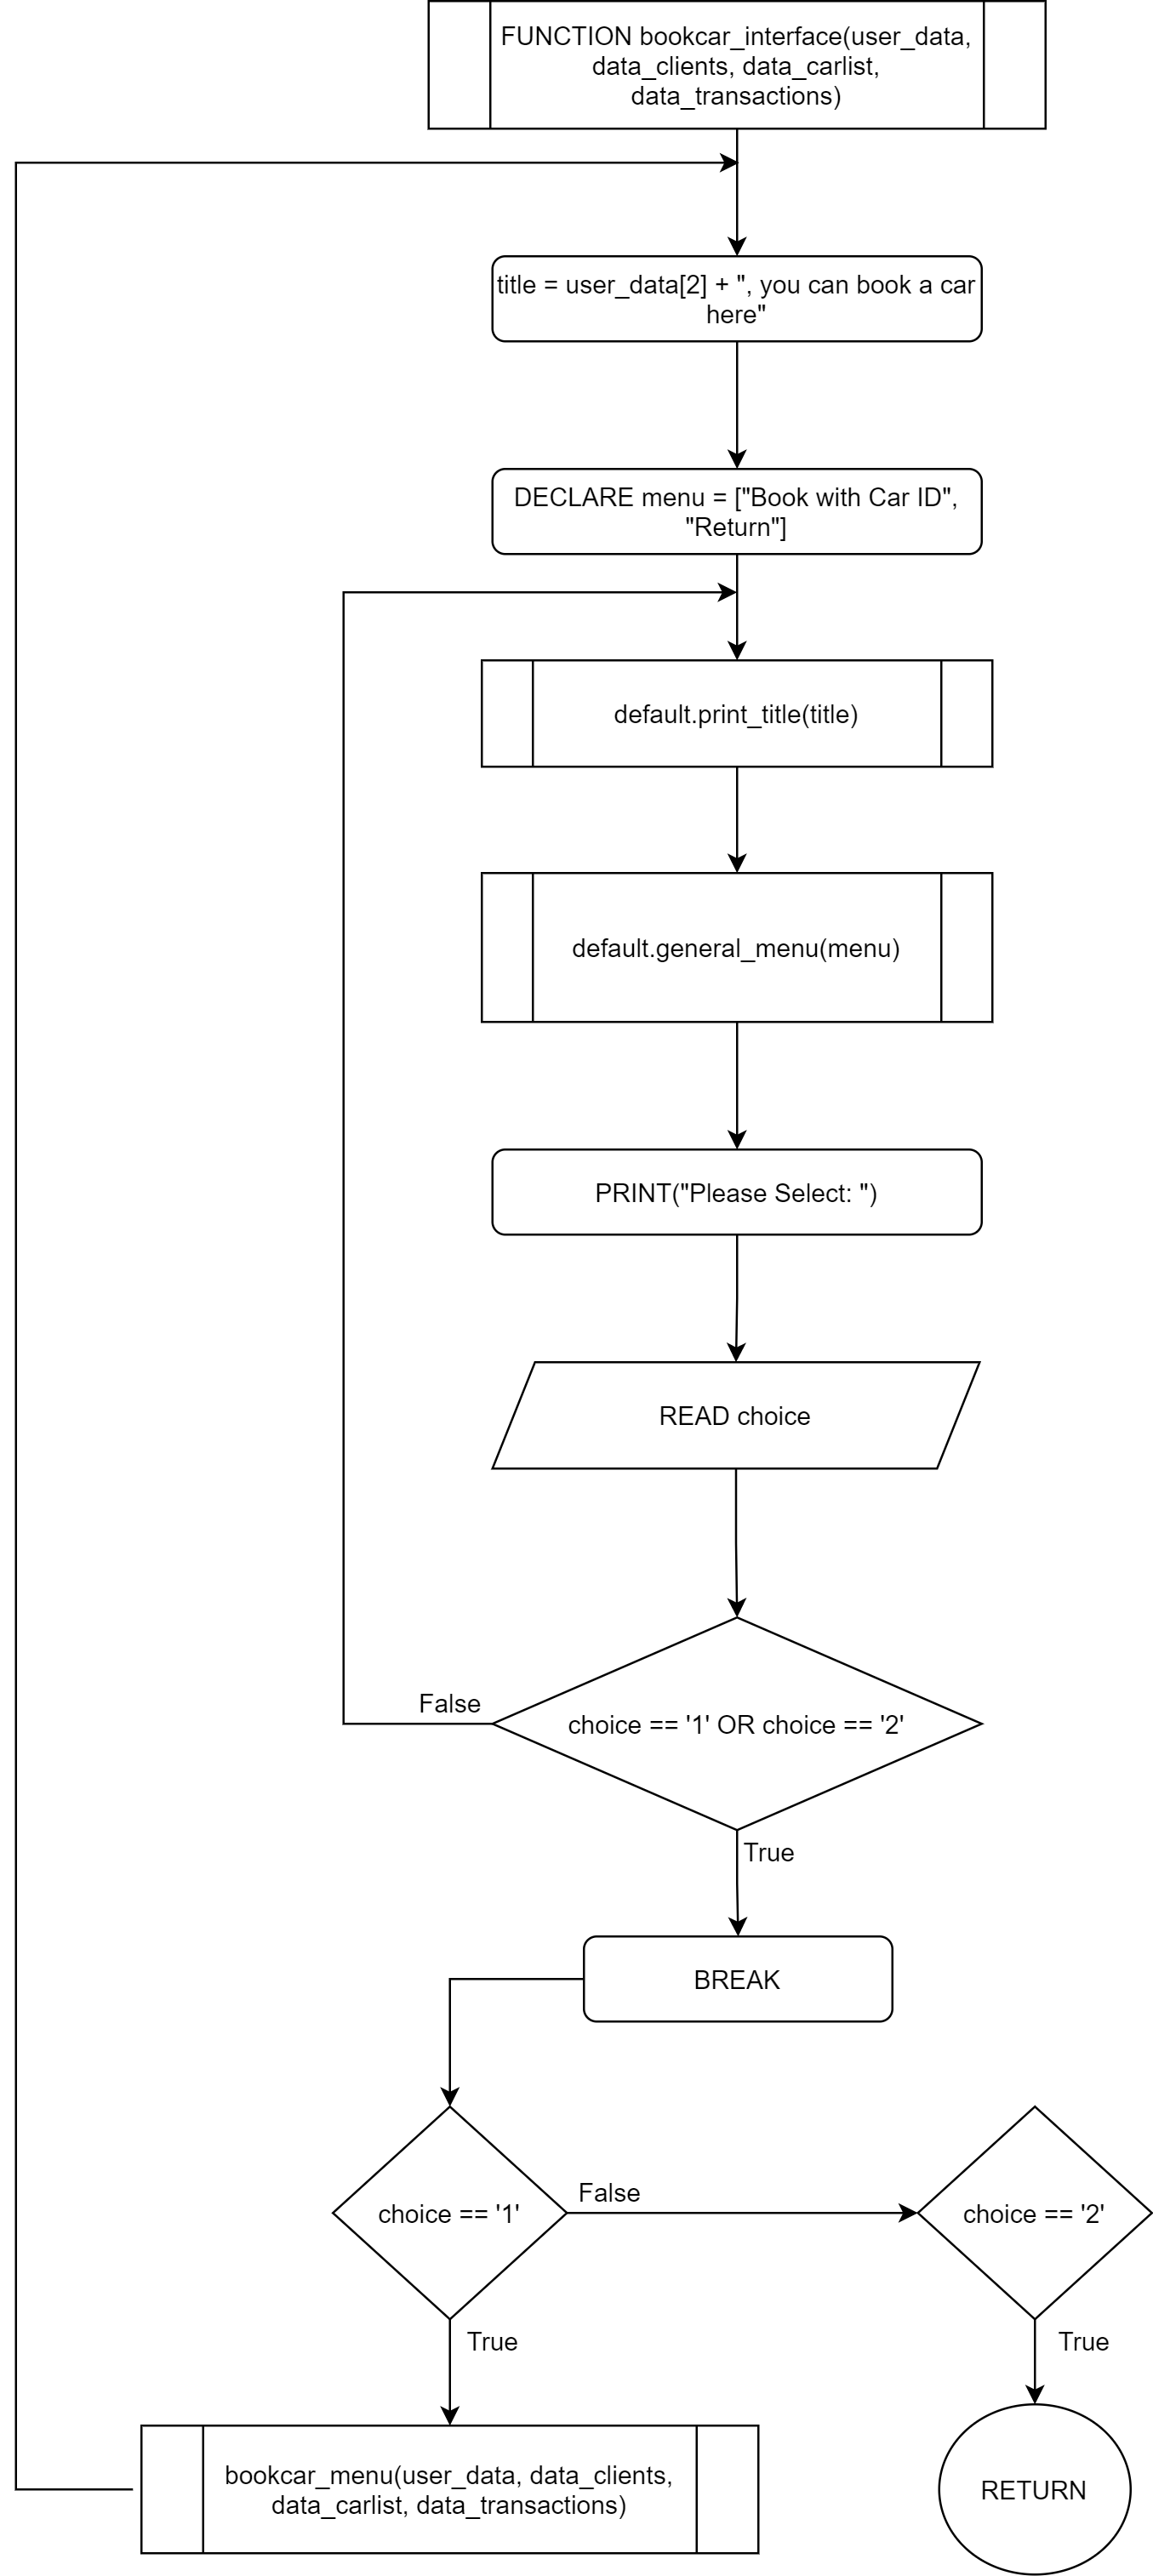 FUNCTION bookcar_interface(user_data,
data_clients, data_carlist,
data_transactions)
title = user_data[2] + ", you can book a car
here"
DECLARE menu = ["Book with Car ID",
"Return"]
default.print_title(title)
default.general_menu(menu)
PRINT("Please Select: ")
READ choice
False
choice == '1' OR choice == '2'
True
BREAK
choice == '1'
False
choice == '2'
True
True
bookcar_menu(user_data, data_clients,
data_carlist, data_transactions)
RETURN